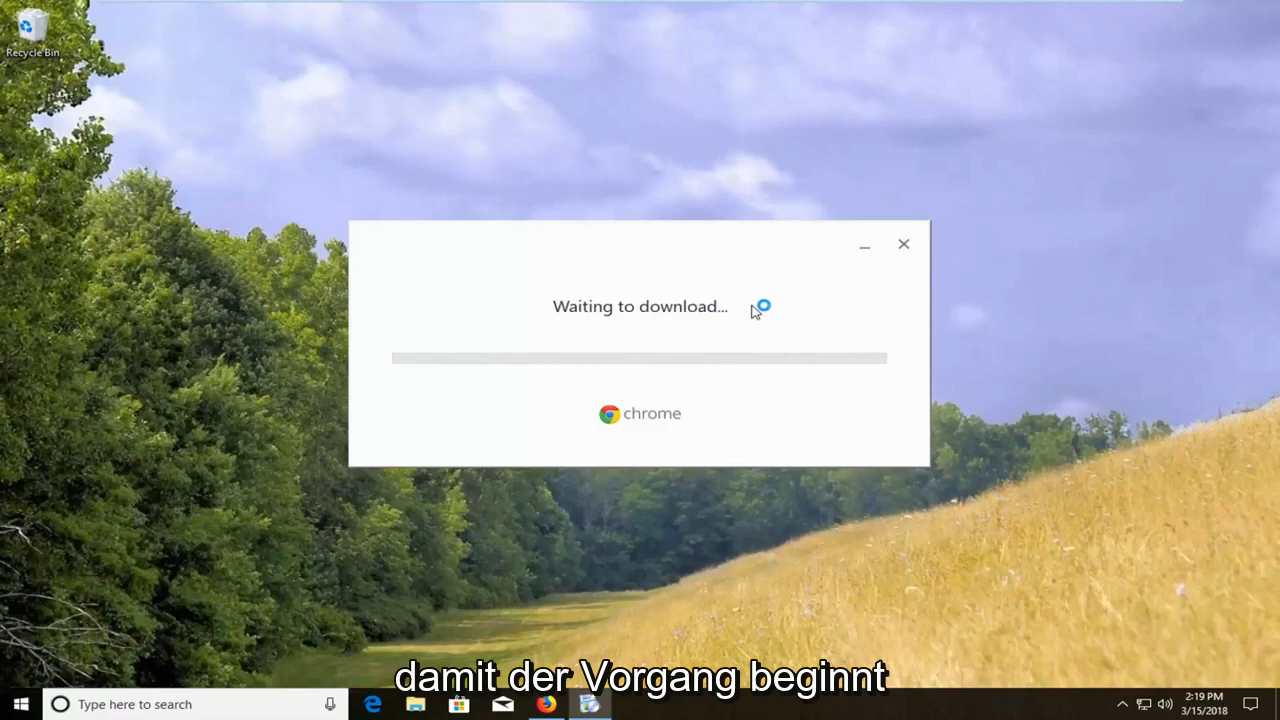 Recycle Bin
Waiting to download...
chrome
damit der Vorgang beginnt
Type here to search
2:19 PM
3/15/2018